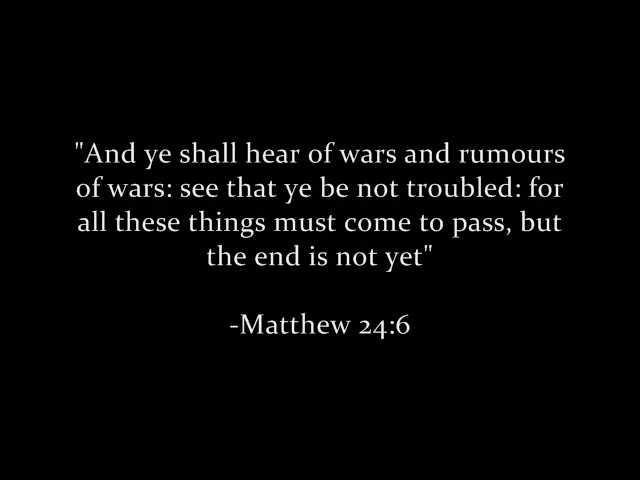 "And ye shall hear of wars and rumours
of wars: see that ye be not troubled: for
all these things must come to pass, but
the end is not yet"
-Matthew 24:6